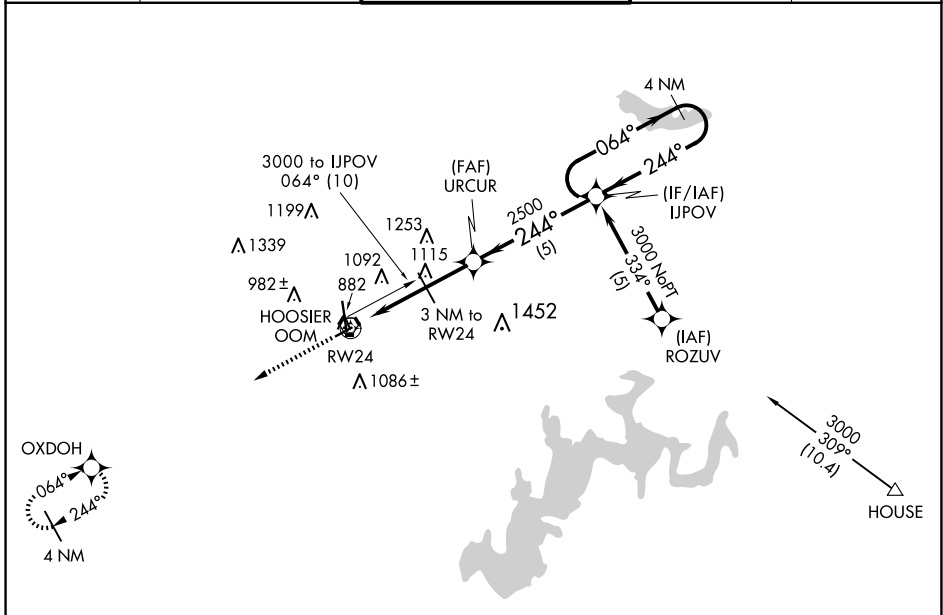 4 NM
064°
244°
(IF/IAF)
IJPOV
3000 to IJPOV
064° (10)
(FAF)
URCUR
2500
244°
(5)
1199
1253
1339
1115
1092
982±
882
HOOSIER
OOM
3 NM to
RW24
1452
RW24
1086±
3000 NoPT
334°
(5)
(IAF)
ROZUV
3000
309°
(10.4)
HOUSE
OXDOH
064°
244°
4 NM